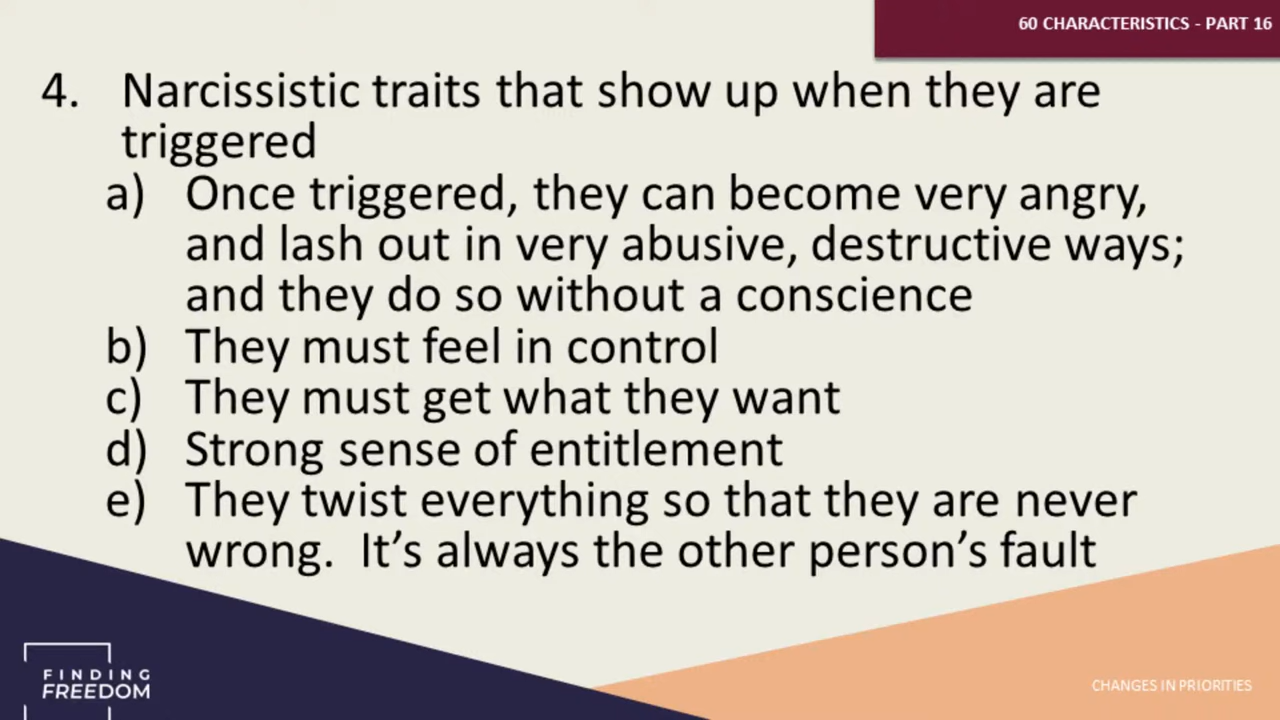 60 CHARACTERISTICS - PART 16
4. Narcissistic traits that show up when they are
triggered
a) Once triggered, they can become very angry,
and lash out in very abusive, destructive ways;
and they do so without a conscience
b) They must feel in control
c) They must get what they want
d) Strong sense of entitlement
e) They twist everything so that they are never
wrong. It’s always the other person’s fault
FINDING
FREEDOM
CHANGES IN PRIORITIES